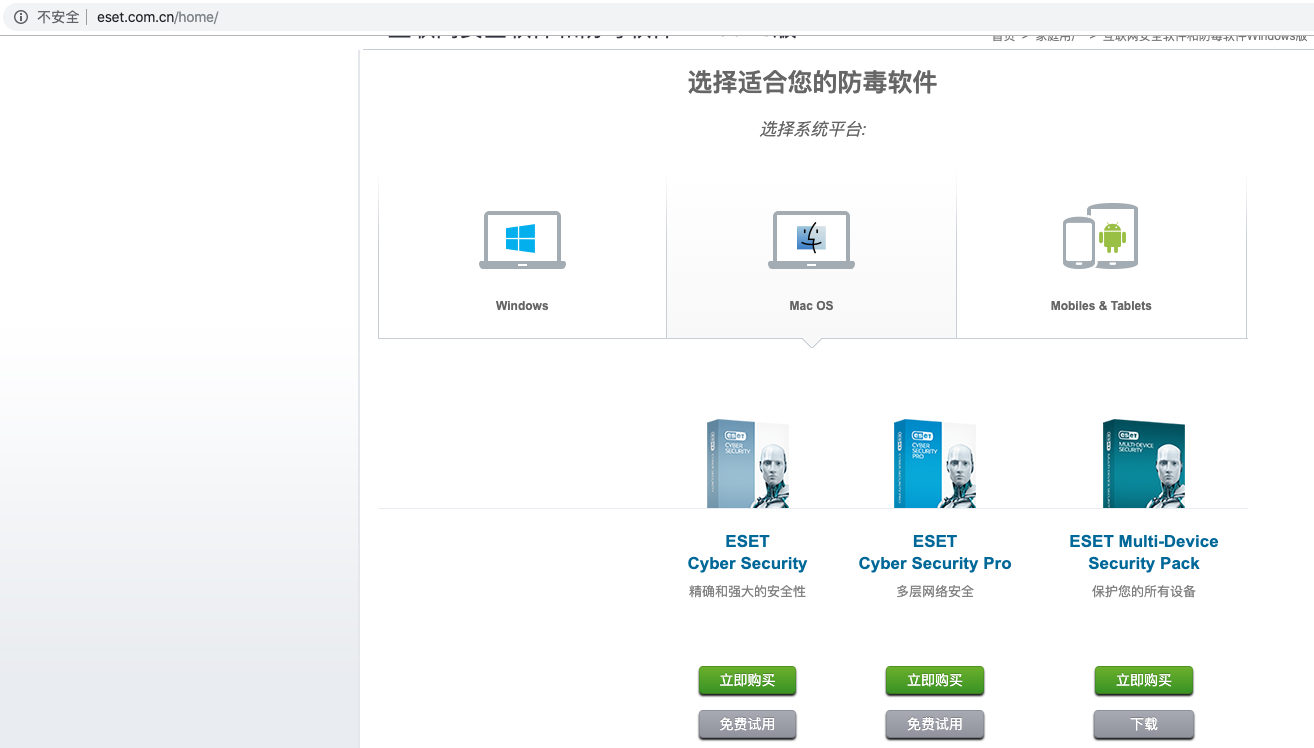 不安全 eset.com.cn/home/
首页 > 家庭用户 > 互联网安全软件和防毒软件Windows版
选择适合您的防毒软件
选择系统平台:
Windows
Mac OS
Mobiles & Tablets
eset
CYBER
SECURITY
eset
CYBER
SECURITY
PRO
eset
MULTI-DEVICE
SECURITY
ESET
Cyber Security
精确和强大的安全性
立即购买
免费试用
ESET
Cyber Security Pro
多层网络安全
立即购买
免费试用
ESET Multi-Device
Security Pack
保护您的所有设备
立即购买
下载